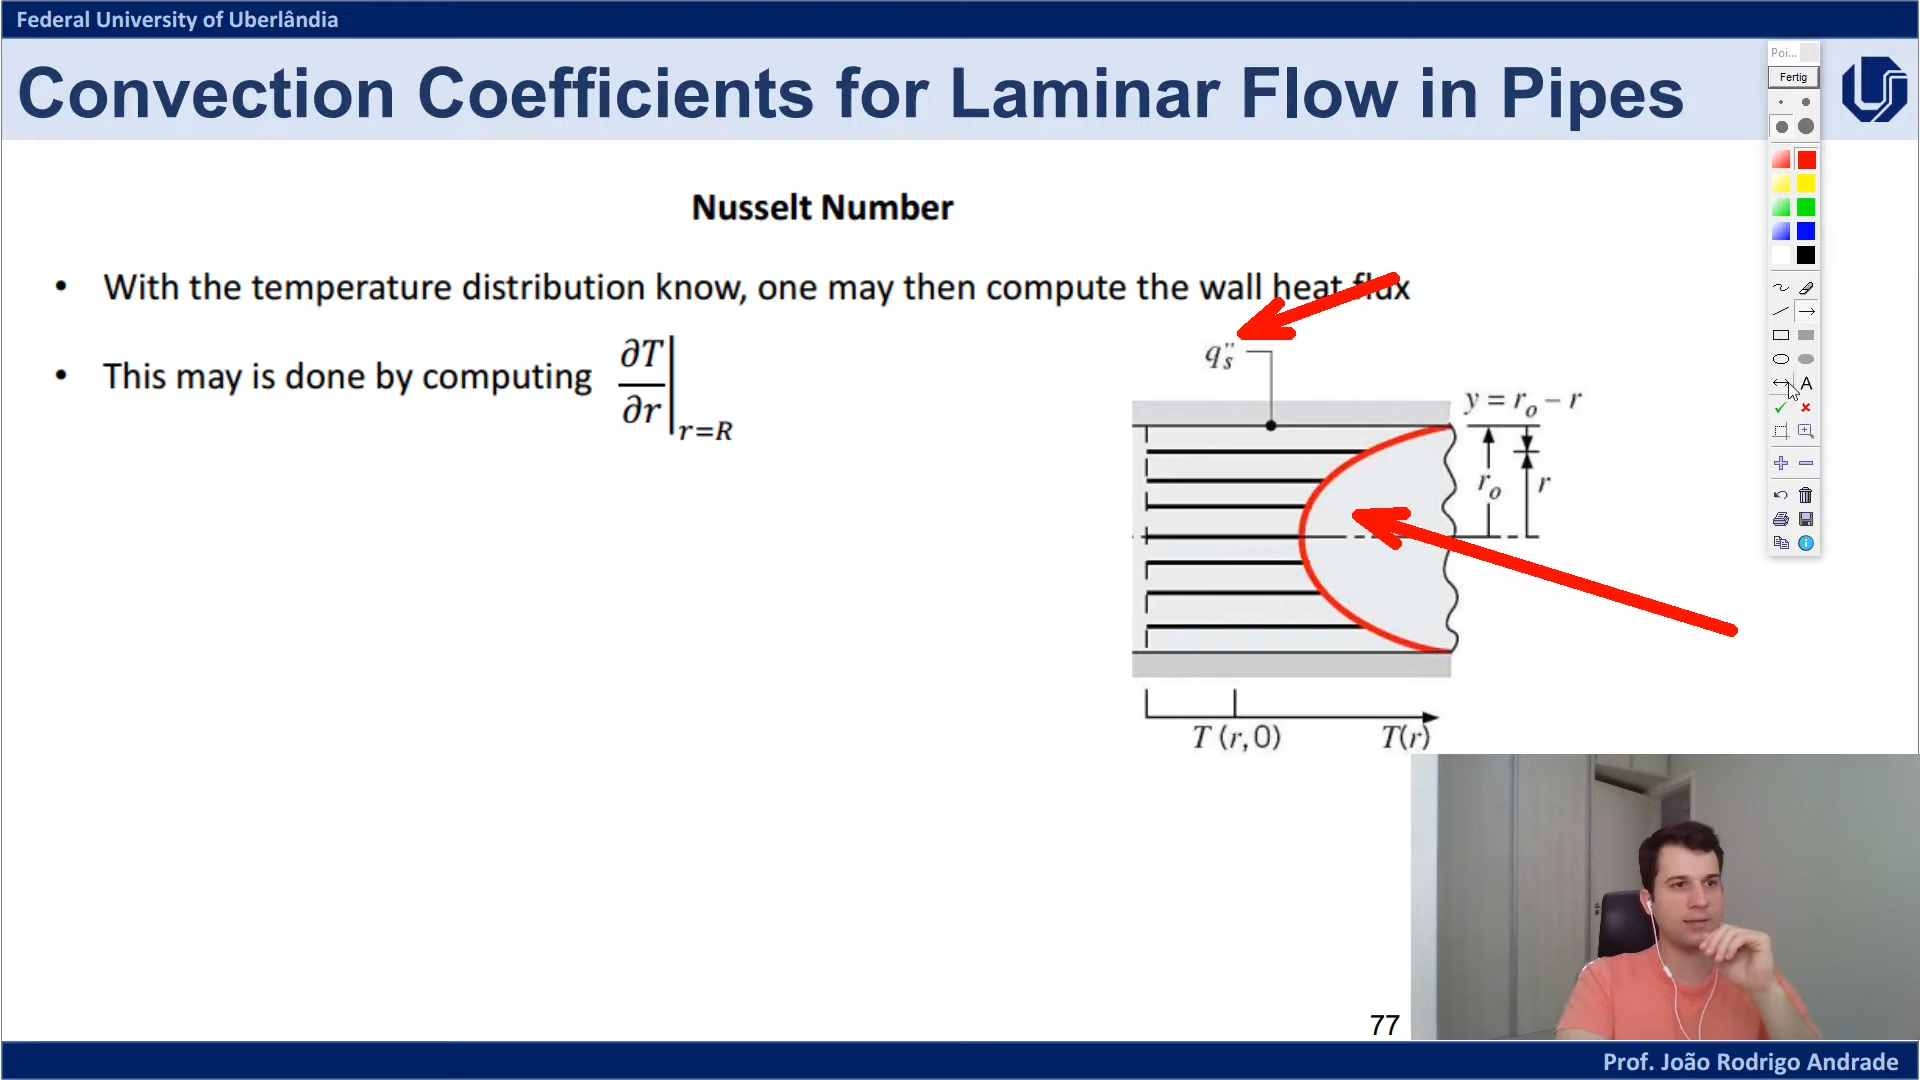 Federal University of Uberlândia
Convection Coefficients for Laminar Flow in Pipes
Poi...
Fertig
Nusselt Number
• With the temperature distribution know, one may then compute the wall heat flux
• This may is done by computing ∂T/∂r|r=R
q″s
y = ro – r
ro
r
T (r,0)
T(r)
A
77
Prof. João Rodrigo Andrade